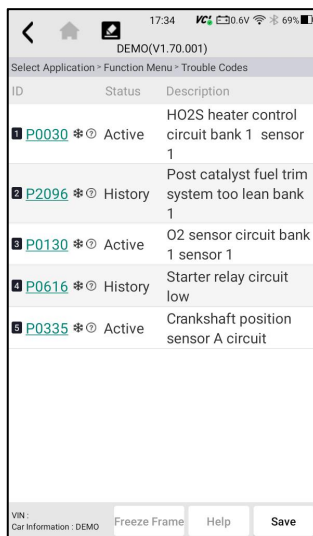 17:34 VCI 0.6V 69%
DEMO(V1.70.001)
Select Application > Function Menu > Trouble Codes
ID Status Description
1 P0030 ❄ ? Active HO2S heater control
circuit bank 1 sensor
1
2 P2096 ❄ ? History Post catalyst fuel trim
system too lean bank
1
3 P0130 ❄ ? Active O2 sensor circuit bank
1 sensor 1
4 P0616 ❄ ? History Starter relay circuit
low
5 P0335 ❄ ? Active Crankshaft position
sensor A circuit
VIN :
Car Information : DEMO
Freeze Frame Help Save